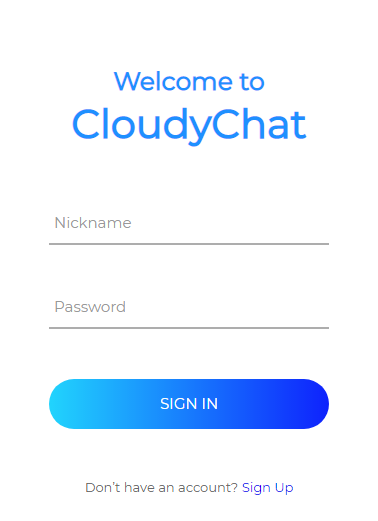 Welcome to
CloudyChat
Nickname
Password
SIGN IN
Don't have an account? Sign Up